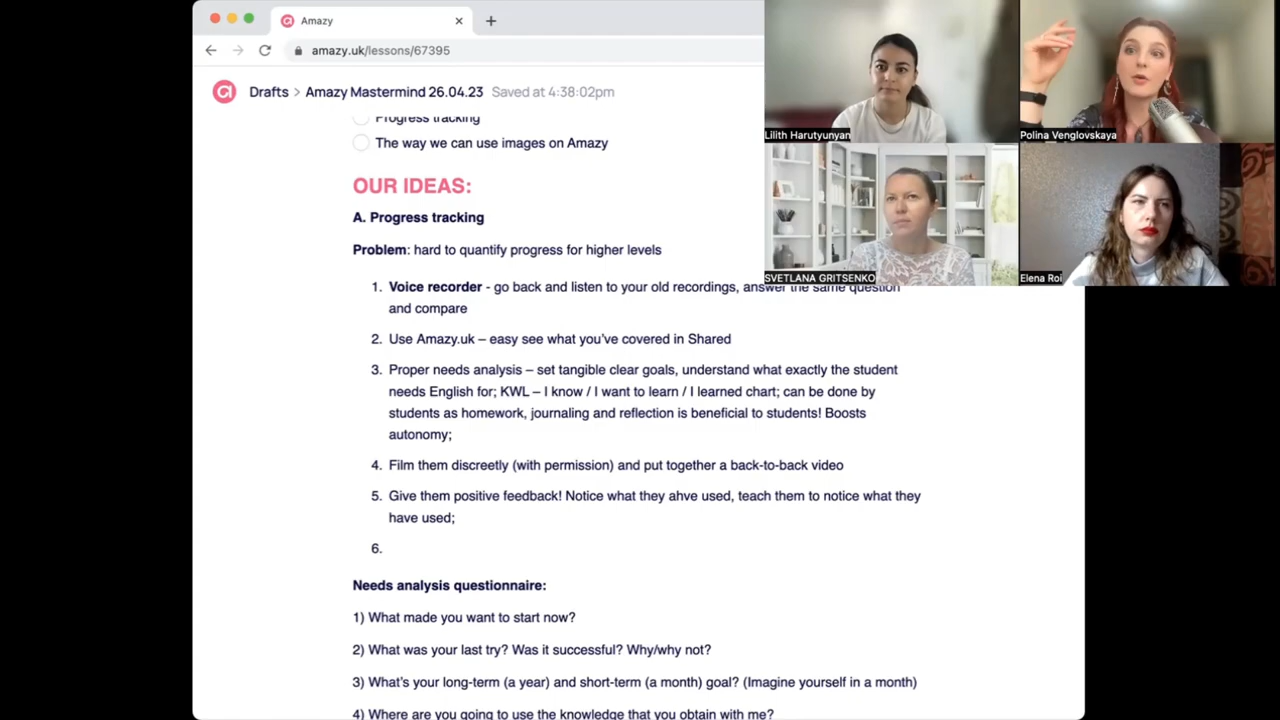 Amazy
amazy.uk/lessons/67395
Drafts > Amazy Mastermind 26.04.23 Saved at 4:38:02pm
Progress tracking
The way we can use images on Amazy
OUR IDEAS:
A. Progress tracking
Problem: hard to quantify progress for higher levels
1. Voice recorder - go back and listen to your old recordings, answer the same question
and compare
2. Use Amazy.uk – easy see what you've covered in Shared
3. Proper needs analysis – set tangible clear goals, understand what exactly the student
needs English for; KWL – I know / I want to learn / I learned chart; can be done by
students as homework, journaling and reflection is beneficial to students! Boosts
autonomy;
4. Film them discreetly (with permission) and put together a back-to-back video
5. Give them positive feedback! Notice what they ahve used, teach them to notice what they
have used;
6.
Needs analysis questionnaire:
1) What made you want to start now?
2) What was your last try? Was it successful? Why/why not?
3) What's your long-term (a year) and short-term (a month) goal? (Imagine yourself in a month)
4) Where are you going to use the knowledge that you obtain with me?
Lilith Harutyunyan
Polina Venglovskaya
SVETLANA GRITSENKO
Elena Roi